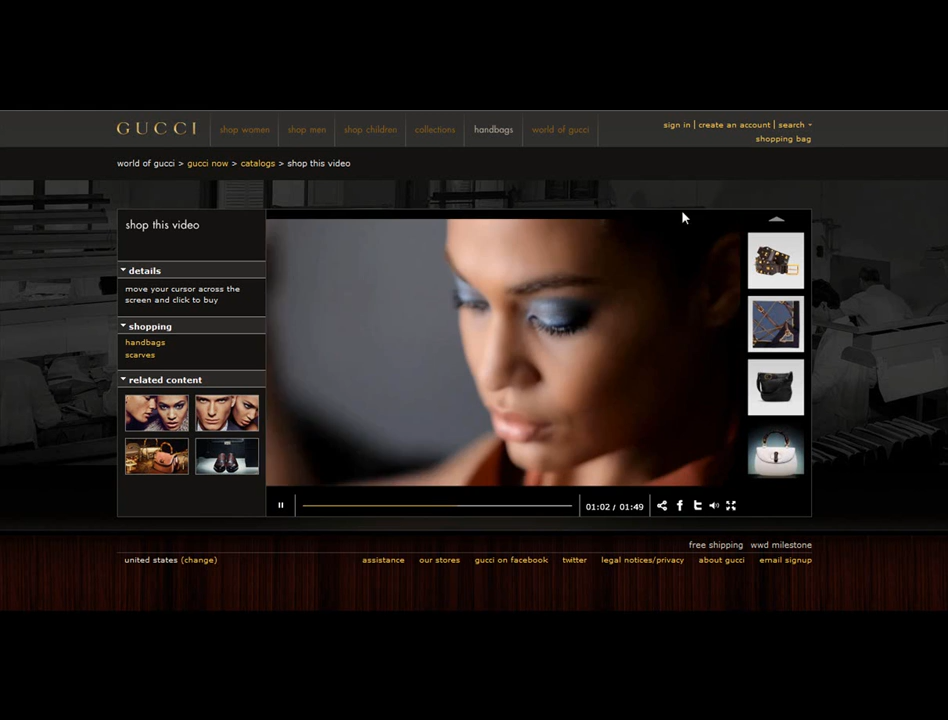 GUCCI
shop women
shop men
shop children
collections
handbags
world of gucci
sign in | create an account | search
shopping bag
world of gucci > gucci now > catalogs > shop this video
shop this video
details
move your cursor across the
screen and click to buy
shopping
handbags
scarves
related content
01:02 / 01:49
free shipping wwd milestone
united states (change)
assistance our stores gucci on facebook twitter legal notices/privacy about gucci email signup